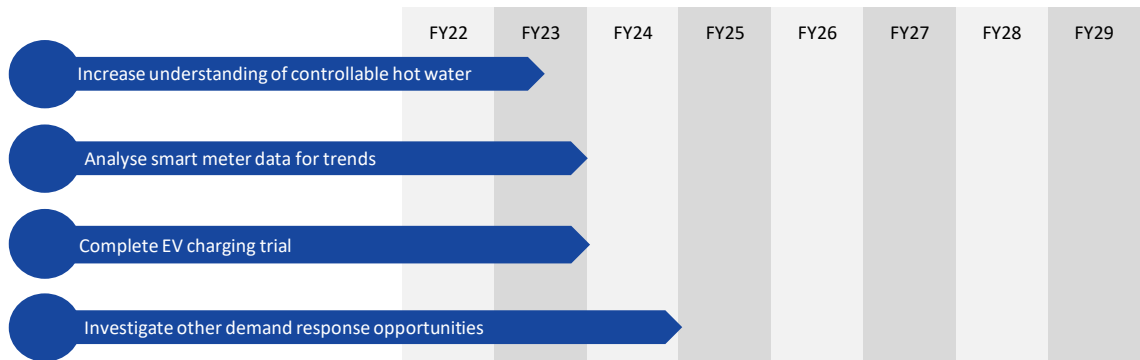 FY22 FY23 FY24 FY25 FY26 FY27 FY28 FY29
Increase understanding of controllable hot water
Analyse smart meter data for trends
Complete EV charging trial
Investigate other demand response opportunities